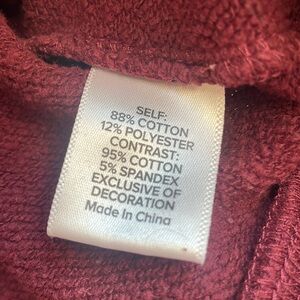 SELF:
88% COTTON
12% POLYESTER
CONTRAST:
95% COTTON
5% SPANDEX
EXCLUSIVE OF
DECORATION
Made In China